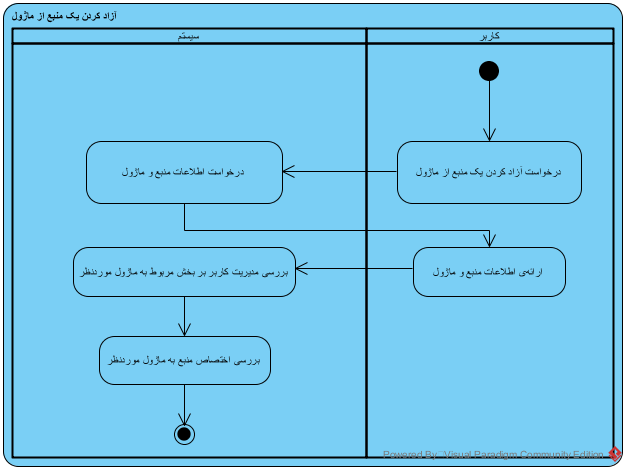 آزاد کردن یک منبع از ماژول
کاربر
سیستم
درخواست آزاد کردن یک منبع از ماژول
درخواست اطلاعات منبع و ماژول
ارائه‌ی اطلاعات منبع و ماژول
بررسی مدیریت کاربر بر بخش مربوط به ماژول موردنظر
بررسی اختصاص منبع به ماژول موردنظر
Powered By Visual Paradigm Community Edition